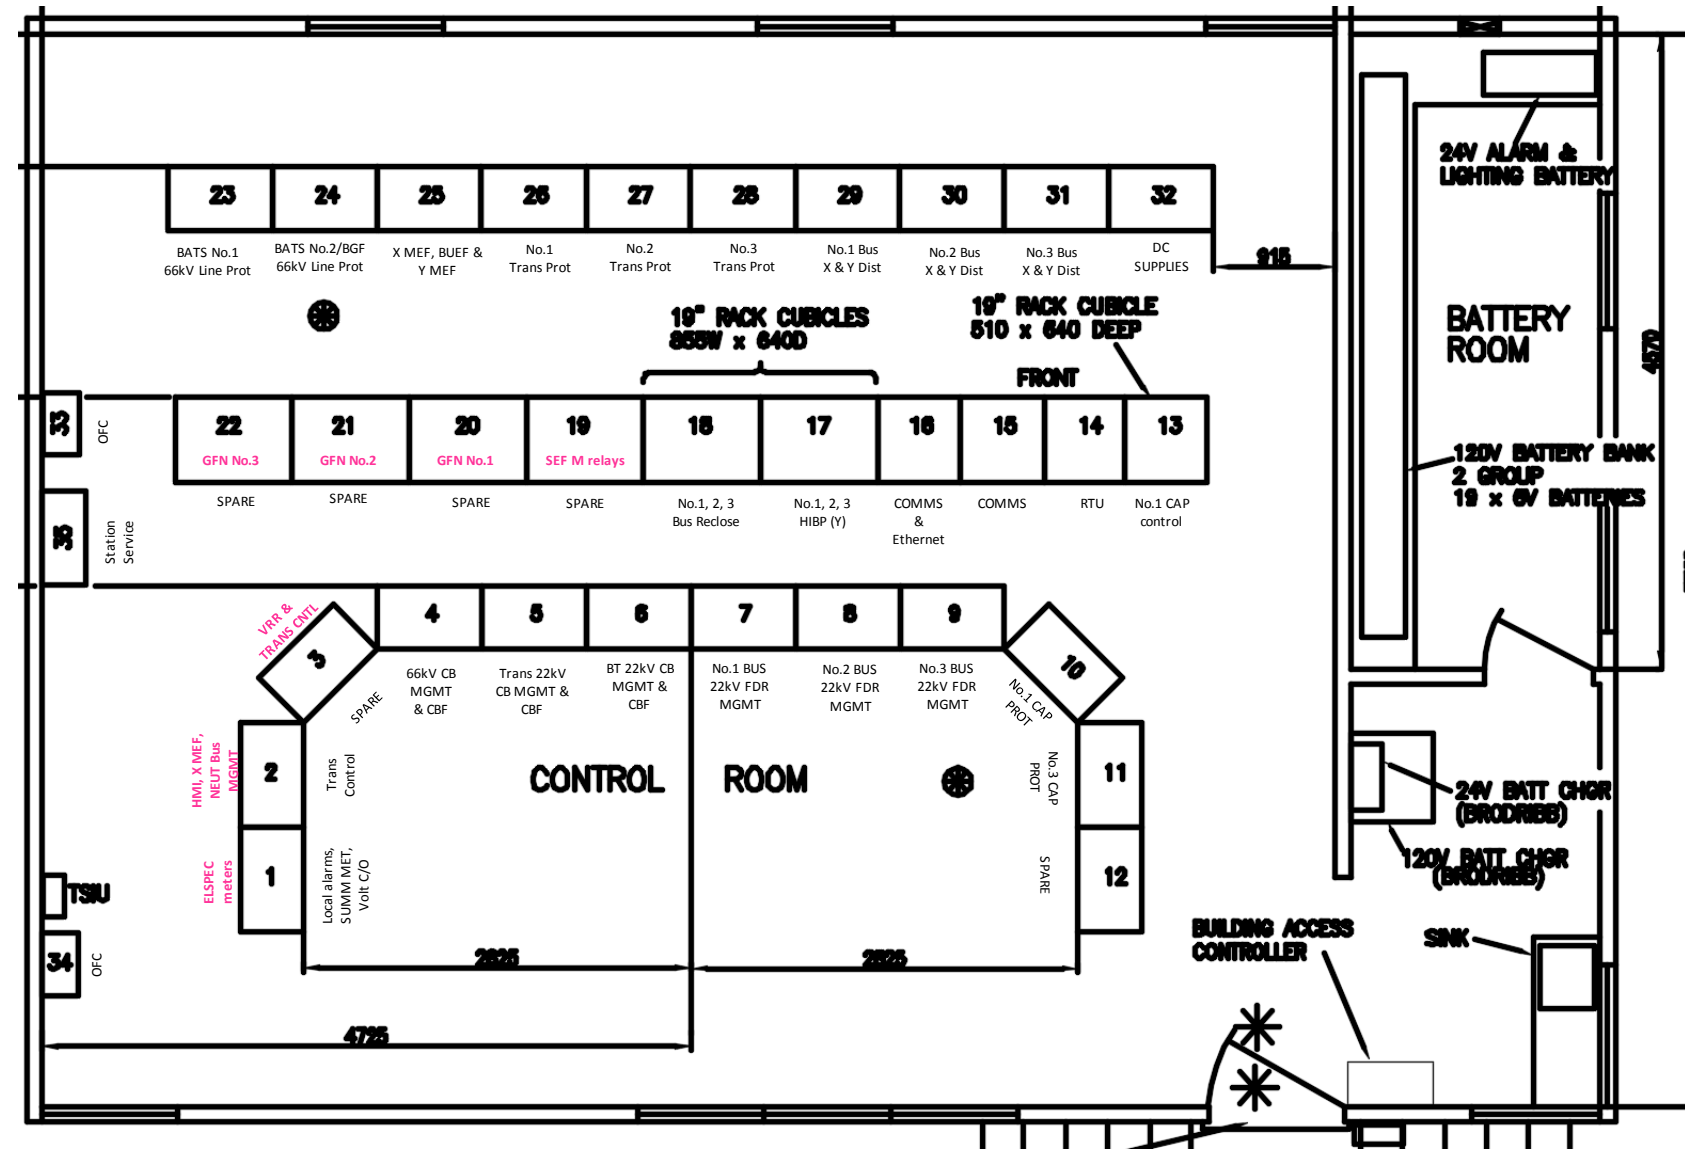 23
24
25
26
27
28
29
30
31
32
BATS No.1
66kV Line Prot
BATS No.2/BGF
66kV Line Prot
X MEF, BUEF &
Y MEF
No.1
Trans Prot
No.2
Trans Prot
No.3
Trans Prot
No.1 Bus
X & Y Dist
No.2 Bus
X & Y Dist
No.3 Bus
X & Y Dist
DC
SUPPLIES
915
24V ALARM &
LIGHTING BATTERY
BATTERY
ROOM
4570
19" RACK CUBICLES
855W x 640D
19" RACK CUBICLE
510 x 640 DEEP
FRONT
33
OFC
22
GFN No.3
SPARE
21
GFN No.2
SPARE
20
GFN No.1
SPARE
19
SEF M relays
SPARE
18
No.1, 2, 3
Bus Reclose
17
No.1, 2, 3
HIBP (Y)
16
COMMS
&
Ethernet
15
COMMS
14
RTU
13
No.1 CAP
control
120V BATTERY BANK
2 GROUP
19 x 6V BATTERIES
35
Station
Service
VRR &
TRANS CNTL
3
SPARE
4
66kV CB
MGMT
& CBF
5
Trans 22kV
CB MGMT &
CBF
6
BT 22kV CB
MGMT &
CBF
7
No.1 BUS
22kV FDR
MGMT
8
No.2 BUS
22kV FDR
MGMT
9
No.3 BUS
22kV FDR
MGMT
10
No.1 CAP
PROT
HMI, X MEF,
NEUT Bus
MGMT
2
Trans
Control
CONTROL ROOM
No.3 CAP
PROT
11
24V BATT CHGR
(BRODRIBB)
120V BATT CHGR
(BRODRIBB)
ELSPEC
meters
1
Local alarms,
SUMM MET,
Volt C/O
SPARE
12
TSIU
34
OFC
2625
2625
BUILDING ACCESS
CONTROLLER
SINK
4725